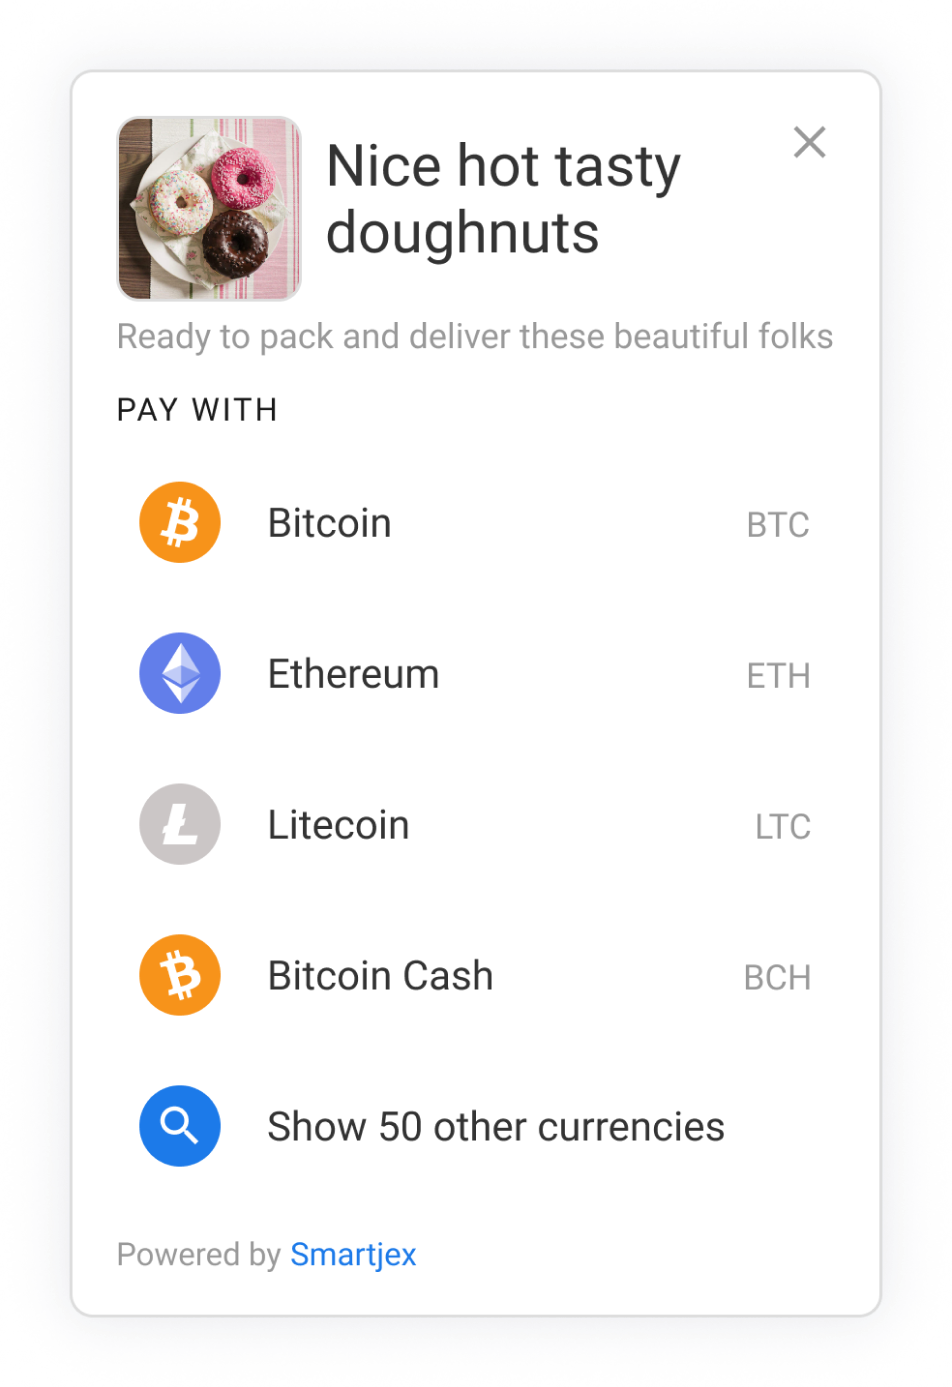 Nice hot tasty
doughnuts
Ready to pack and deliver these beautiful folks
PAY WITH
Bitcoin BTC
Ethereum ETH
Litecoin LTC
Bitcoin Cash BCH
Show 50 other currencies
Powered by Smartjex